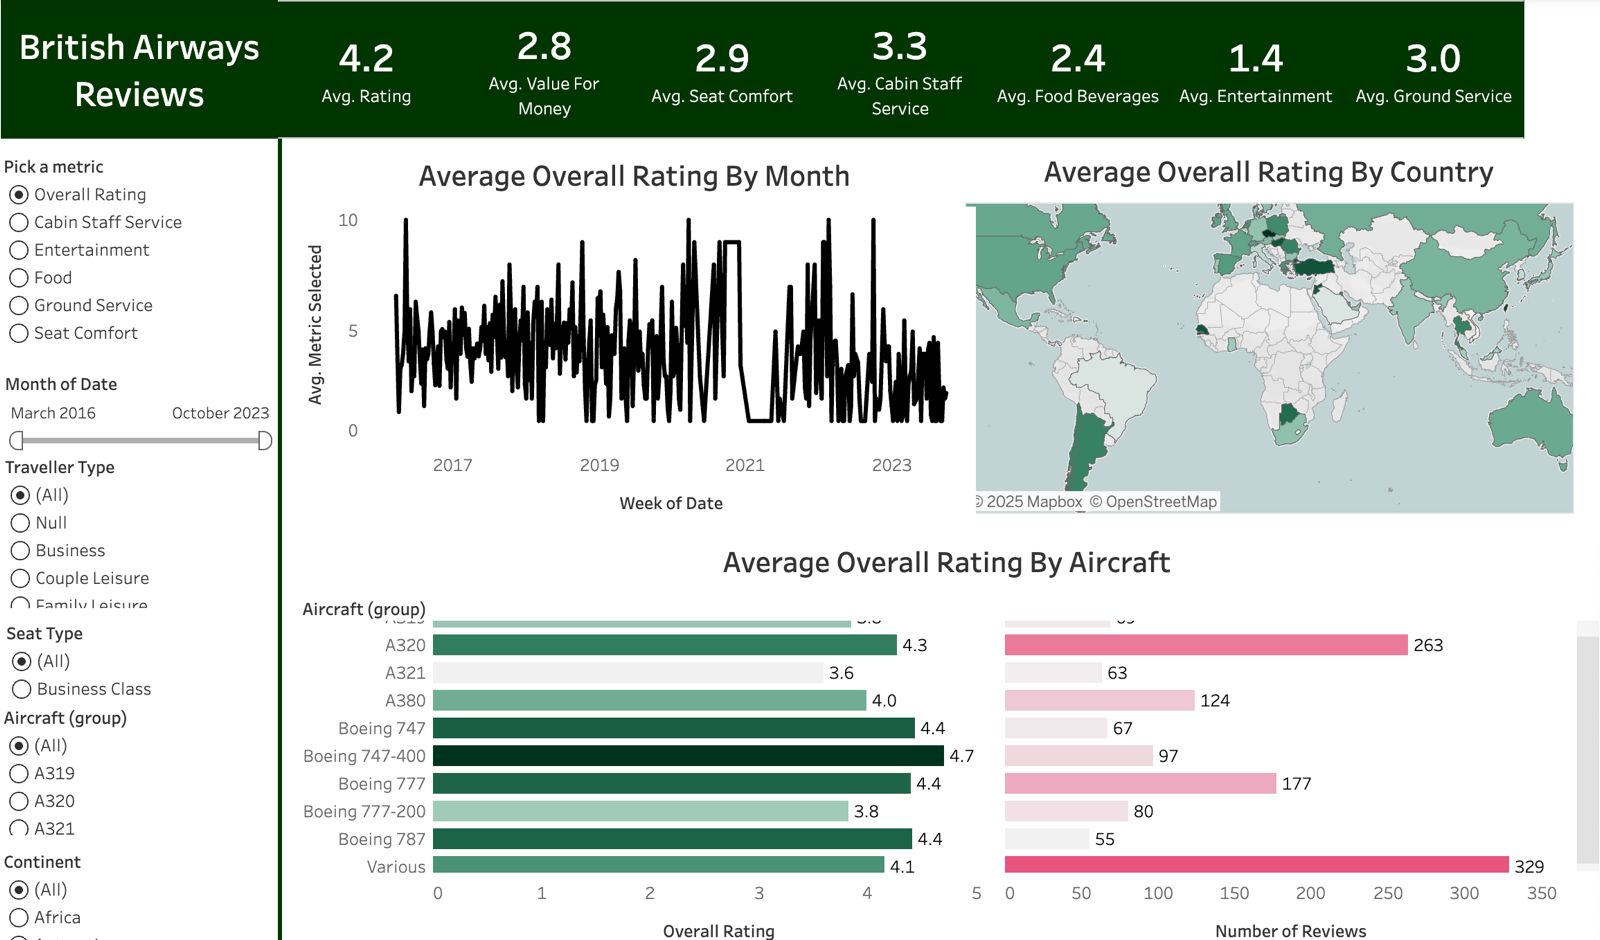 British Airways
Reviews
4.2
Avg. Rating
2.8
Avg. Value For
Money
2.9
Avg. Seat Comfort
3.3
Avg. Cabin Staff
Service
2.4
Avg. Food Beverages
1.4
Avg. Entertainment
3.0
Avg. Ground Service
Pick a metric
Overall Rating
Cabin Staff Service
Entertainment
Food
Ground Service
Seat Comfort
Month of Date
March 2016 October 2023
Traveller Type
(All)
Null
Business
Couple Leisure
Family Leisure
Seat Type
(All)
Business Class
Aircraft (group)
(All)
A319
A320
A321
Continent
(All)
Africa
Average Overall Rating By Month
Avg. Metric Selected
10
5
0
2017 2019 2021 2023
Week of Date
Average Overall Rating By Country
© 2025 Mapbox © OpenStreetMap
Average Overall Rating By Aircraft
Aircraft (group)
A319 3.8 69
A320 4.3 263
A321 3.6 63
A380 4.0 124
Boeing 747 4.4 67
Boeing 747-400 4.7 97
Boeing 777 4.4 177
Boeing 777-200 3.8 80
Boeing 787 4.4 55
Various 4.1 329
0 1 2 3 4 5 0 50 100 150 200 250 300 350
Overall Rating Number of Reviews